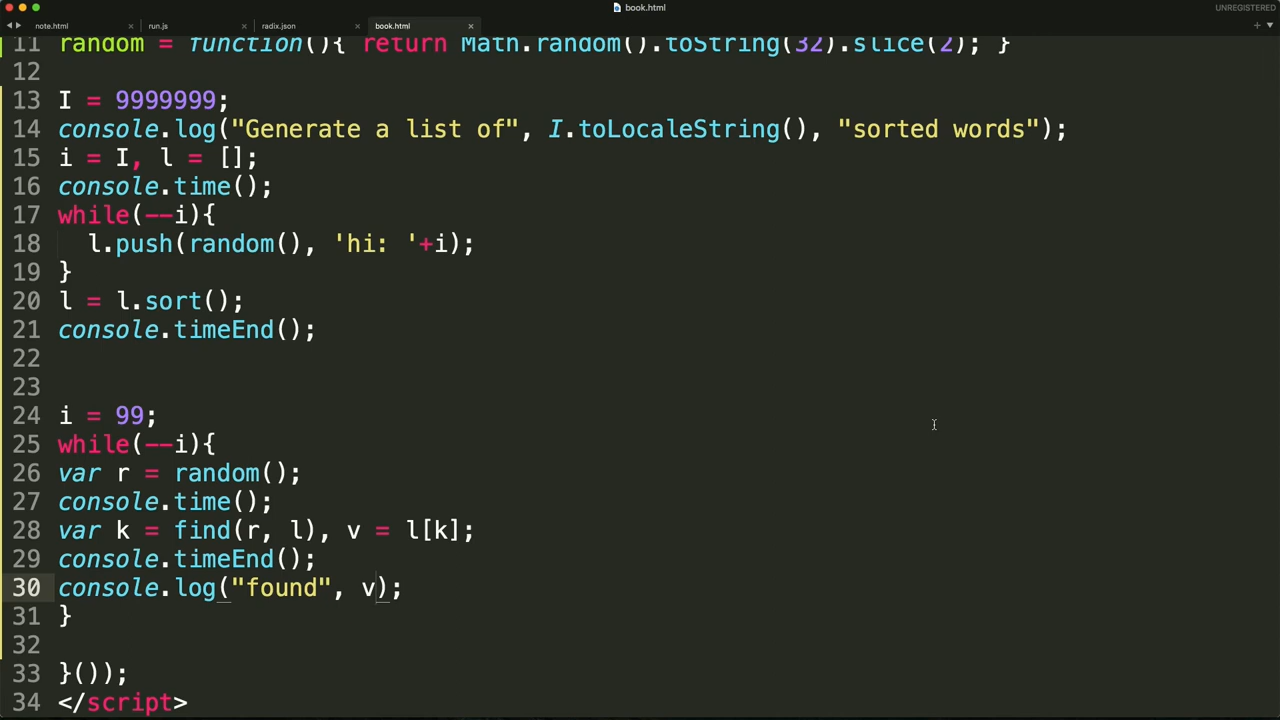 book.html
UNREGISTERED
note.html
run.js
radix.json
book.html
11 random = function(){ return Math.random().toString(32).slice(2); }
12
13 I = 9999999;
14 console.log("Generate a list of", I.toLocaleString(), "sorted words");
15 i = I, l = [];
16 console.time();
17 while(--i){
18   l.push(random(), 'hi: '+i);
19 }
20 l = l.sort();
21 console.timeEnd();
22
23
24 i = 99;
25 while(--i){
26 var r = random();
27 console.time();
28 var k = find(r, l), v = l[k];
29 console.timeEnd();
30 console.log("found", v);
31 }
32
33 }());
34 </script>